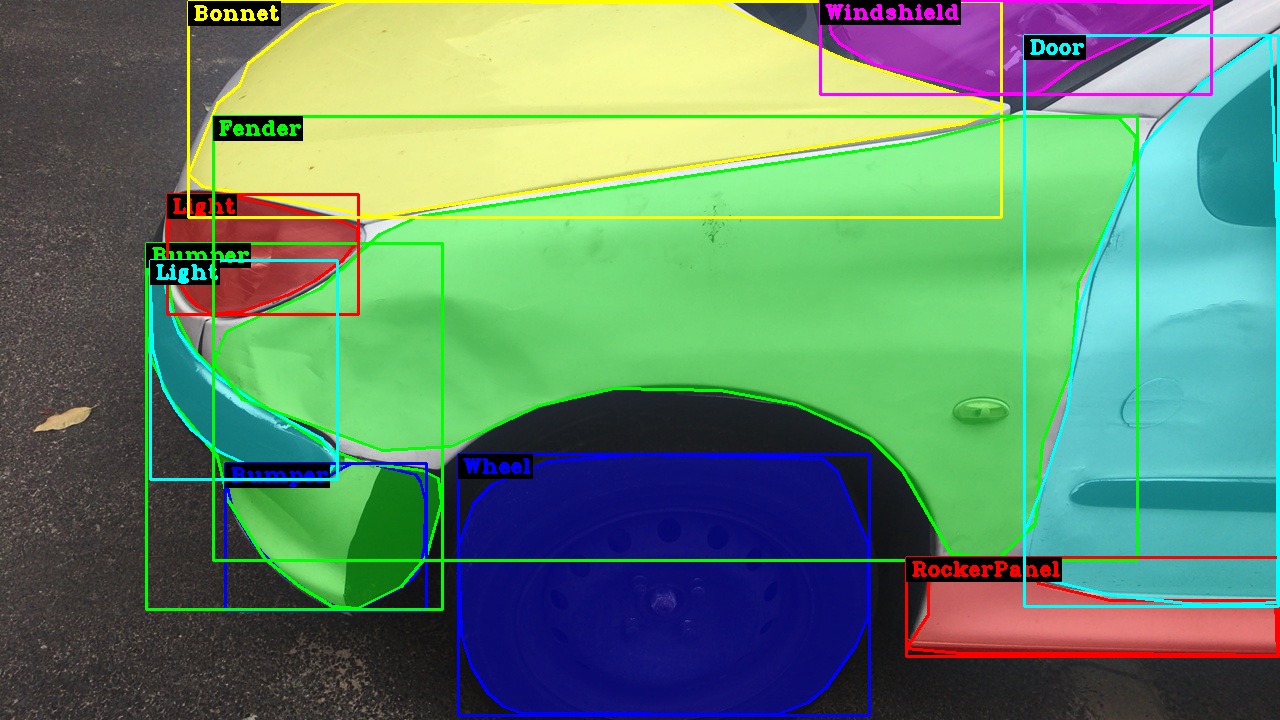 Bonnet
Windshield
Door
Fender
Light
Bumper
Light
Bumper
Wheel
RockerPanel